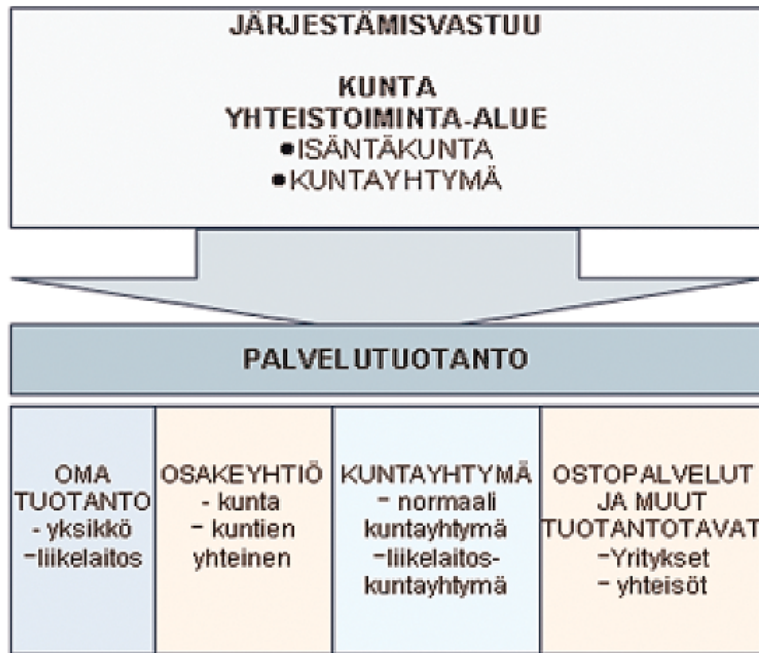 JÄRJESTÄMISVASTUU
KUNTA
YHTEISTOIMINTA-ALUE
•ISÄNTÄKUNTA
•KUNTAYHTYMÄ
PALVELUTUOTANTO
OMA
TUOTANTO
- yksikkö
-liikelaitos
OSAKEYHTIÖ
- kunta
- kuntien
yhteinen
KUNTAYHTYMÄ
- normaali
kuntayhtymä
-liikelaitos-
kuntayhtymä
OSTOPALVELUT
JA MUUT
TUOTANTOTAVAT
-Yritykset
- yhteisöt